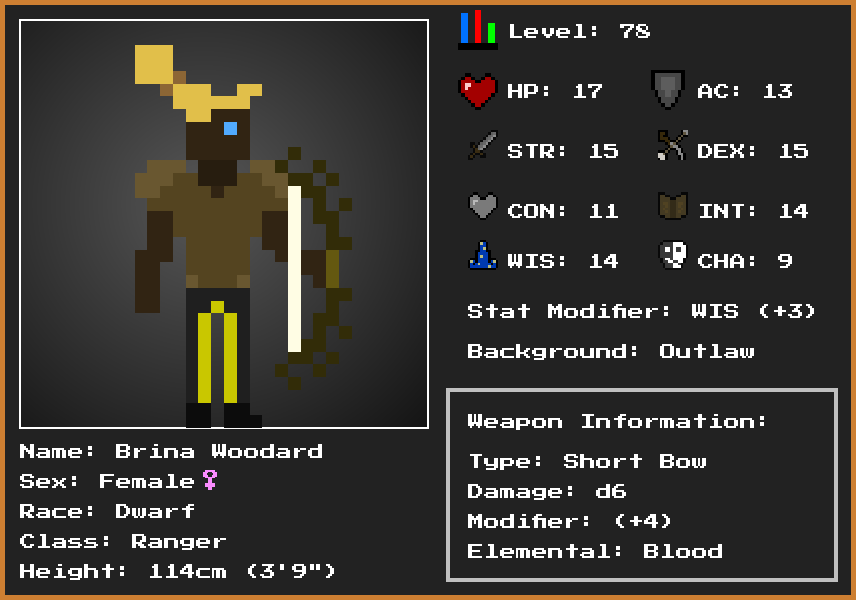 Level: 78
HP: 17
AC: 13
STR: 15
DEX: 15
CON: 11
INT: 14
WIS: 14
CHA: 9
Stat Modifier: WIS (+3)
Background: Outlaw
Weapon Information:
Type: Short Bow
Damage: d6
Modifier: (+4)
Elemental: Blood
Name: Brina Woodard
Sex: Female♀
Race: Dwarf
Class: Ranger
Height: 114cm (3'9")